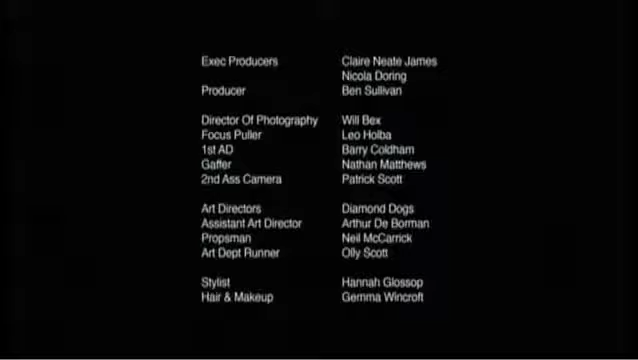 Exec Producers Claire Neate James
Nicola Doring
Producer Ben Sullivan
Director Of Photography Will Bex
Focus Puller Leo Holba
1st AD Barry Coldham
Gaffer Nathan Matthews
2nd Ass Camera Patrick Scott
Art Directors Diamond Dogs
Assistant Art Director Arthur De Borman
Propsman Neil McCarrick
Art Dept Runner Olly Scott
Stylist Hannah Glossop
Hair & Makeup Gemma Wincroft